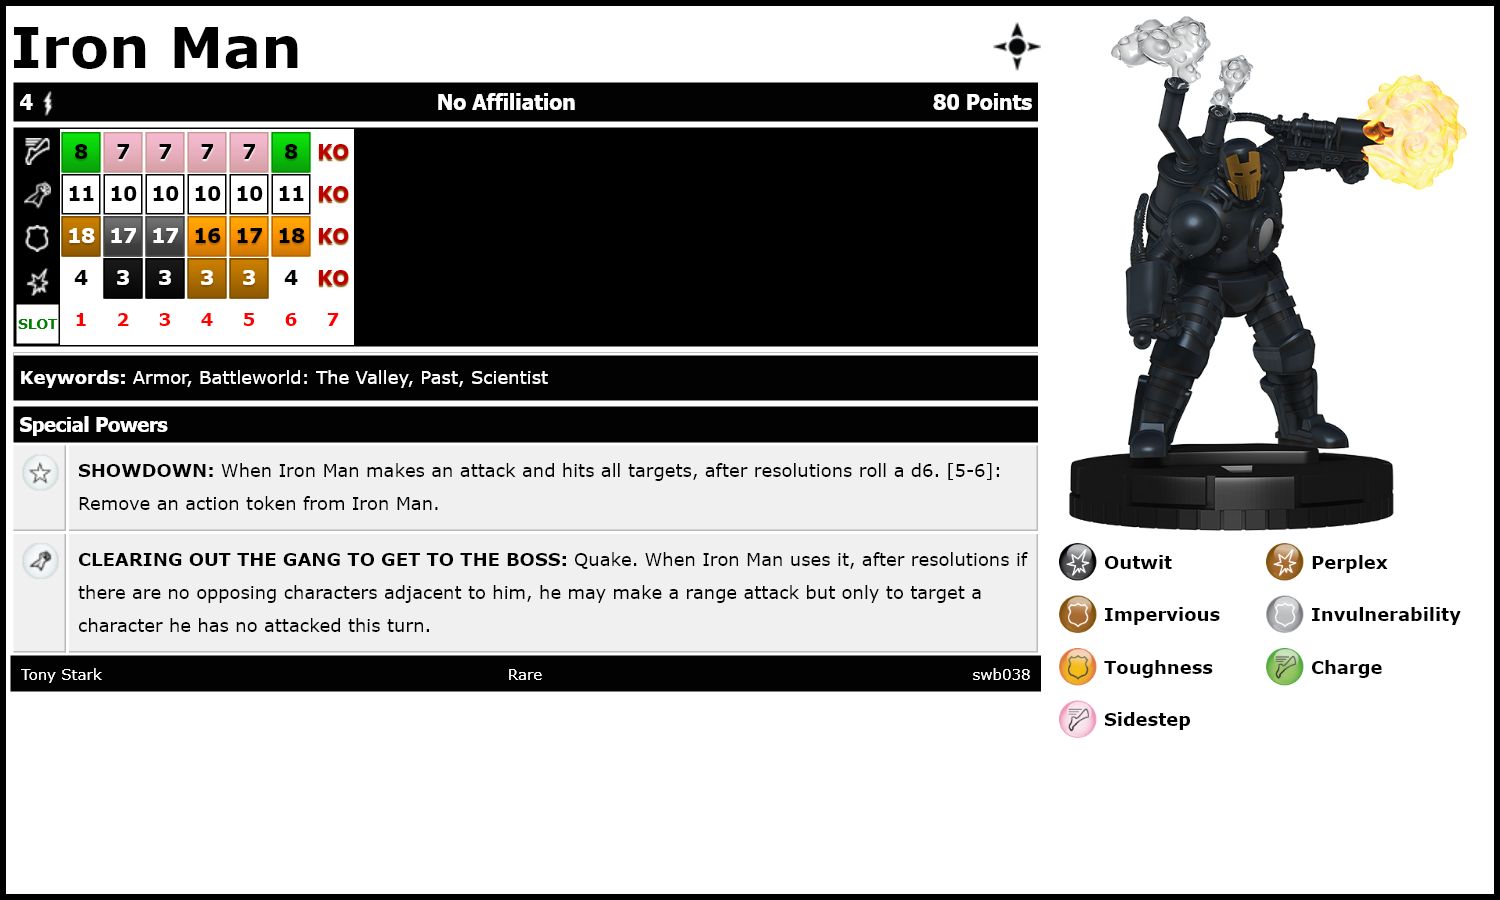 Iron Man
4 No Affiliation 80 Points
8 7 7 7 7 8 KO
11 10 10 10 10 11 KO
18 17 17 16 17 18 KO
4 3 3 3 3 4 KO
SLOT 1 2 3 4 5 6 7
Keywords: Armor, Battleworld: The Valley, Past, Scientist
Special Powers
SHOWDOWN: When Iron Man makes an attack and hits all targets, after resolutions roll a d6. [5-6]:
Remove an action token from Iron Man.
CLEARING OUT THE GANG TO GET TO THE BOSS: Quake. When Iron Man uses it, after resolutions if
there are no opposing characters adjacent to him, he may make a range attack but only to target a
character he has no attacked this turn.
Tony Stark Rare swb038
Outwit Perplex
Impervious Invulnerability
Toughness Charge
Sidestep